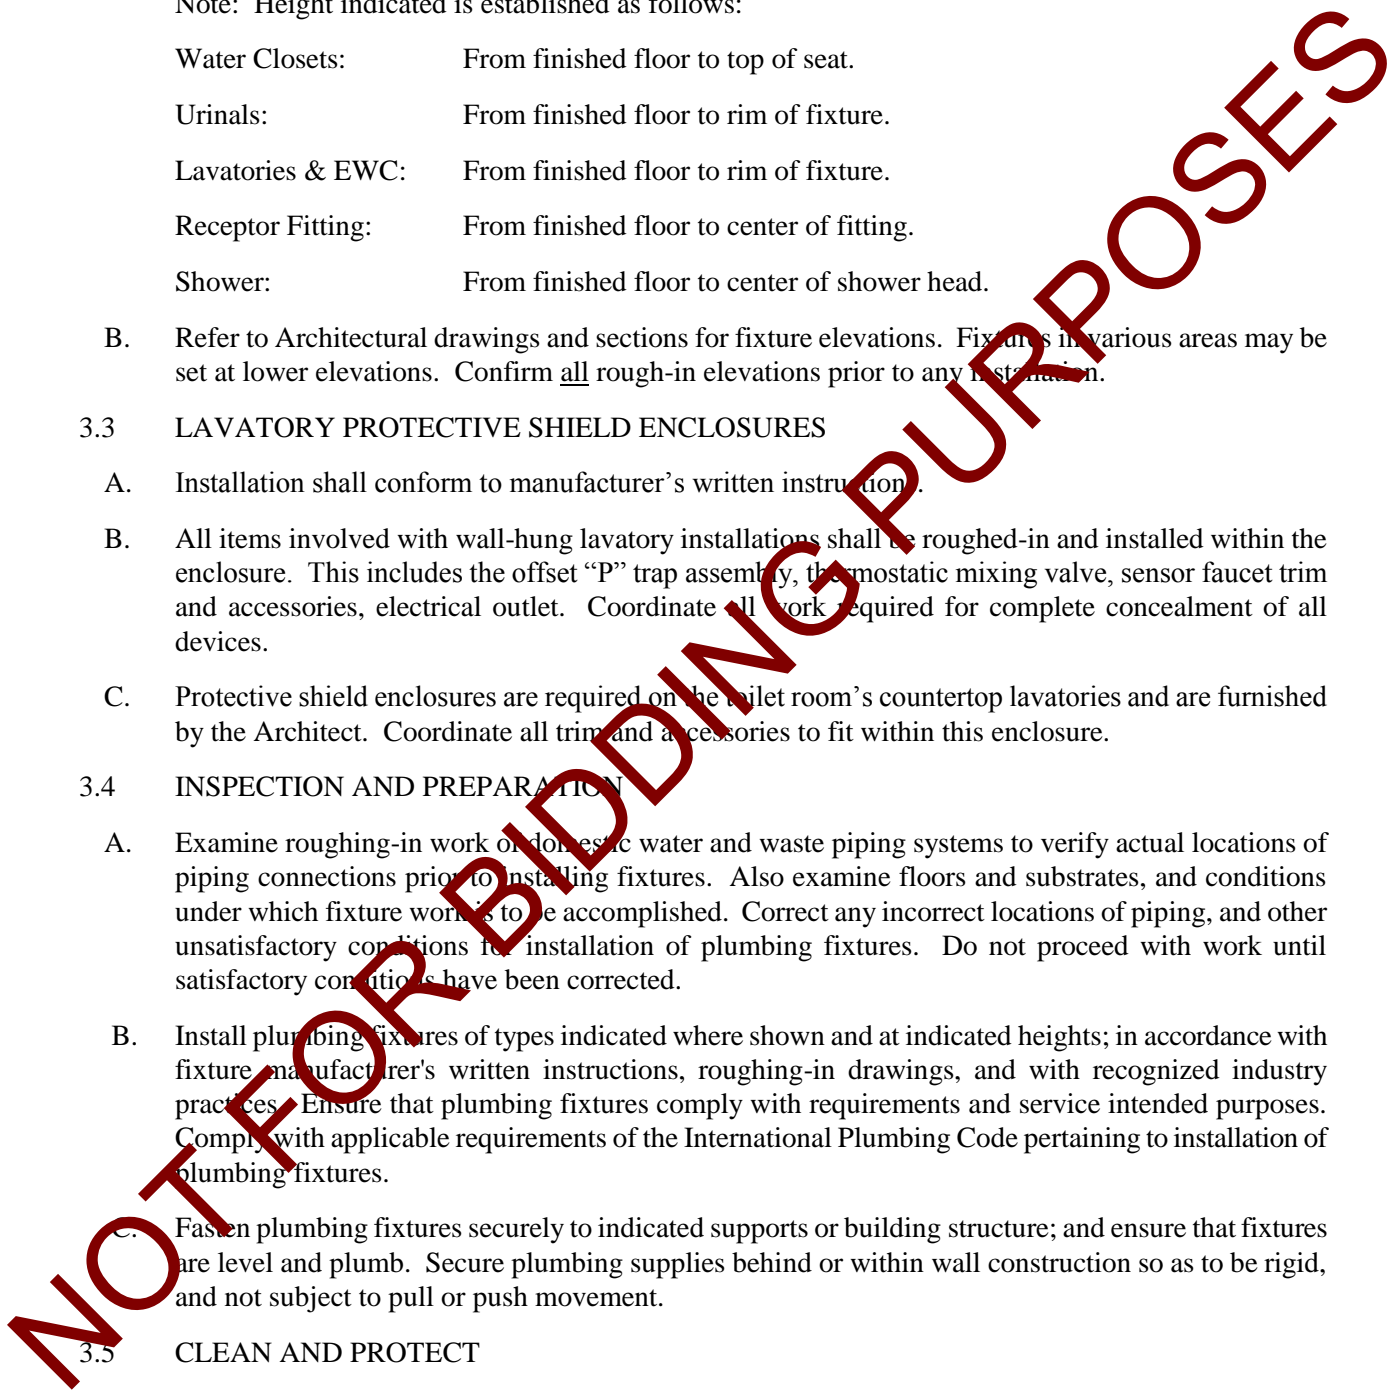 Note: Height indicated is established as follows:
Water Closets: From finished floor to top of seat.
Urinals: From finished floor to rim of fixture.
Lavatories & EWC: From finished floor to rim of fixture.
Receptor Fitting: From finished floor to center of fitting.
Shower: From finished floor to center of shower head.
B. Refer to Architectural drawings and sections for fixture elevations. Fixtures in various areas may be
set at lower elevations. Confirm all rough-in elevations prior to any installation.
3.3 LAVATORY PROTECTIVE SHIELD ENCLOSURES
A. Installation shall conform to manufacturer’s written instructions.
B. All items involved with wall-hung lavatory installations shall be roughed-in and installed within the
enclosure. This includes the offset “P” trap assembly, thermostatic mixing valve, sensor faucet trim
and accessories, electrical outlet. Coordinate all work required for complete concealment of all
devices.
C. Protective shield enclosures are required on the toilet room’s countertop lavatories and are furnished
by the Architect. Coordinate all trim and accessories to fit within this enclosure.
3.4 INSPECTION AND PREPARATION
A. Examine roughing-in work of domestic water and waste piping systems to verify actual locations of
piping connections prior to installing fixtures. Also examine floors and substrates, and conditions
under which fixture work is to be accomplished. Correct any incorrect locations of piping, and other
unsatisfactory conditions for installation of plumbing fixtures. Do not proceed with work until
satisfactory conditions have been corrected.
B. Install plumbing fixtures of types indicated where shown and at indicated heights; in accordance with
fixture manufacturer's written instructions, roughing-in drawings, and with recognized industry
practices. Ensure that plumbing fixtures comply with requirements and service intended purposes.
Comply with applicable requirements of the International Plumbing Code pertaining to installation of
plumbing fixtures.
C. Fasten plumbing fixtures securely to indicated supports or building structure; and ensure that fixtures
are level and plumb. Secure plumbing supplies behind or within wall construction so as to be rigid,
and not subject to pull or push movement.
3.5 CLEAN AND PROTECT
NOT FOR BIDDING PURPOSES